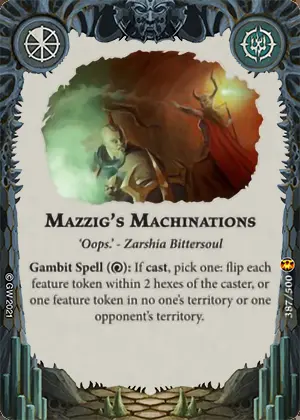 MAZZIG'S MACHINATIONS
'Oops.' - Zarshia Bittersoul
Gambit Spell (): If cast, pick one: flip each
feature token within 2 hexes of the caster, or
one feature token in no one's territory or one
opponent's territory.
© GW 2021
387/500